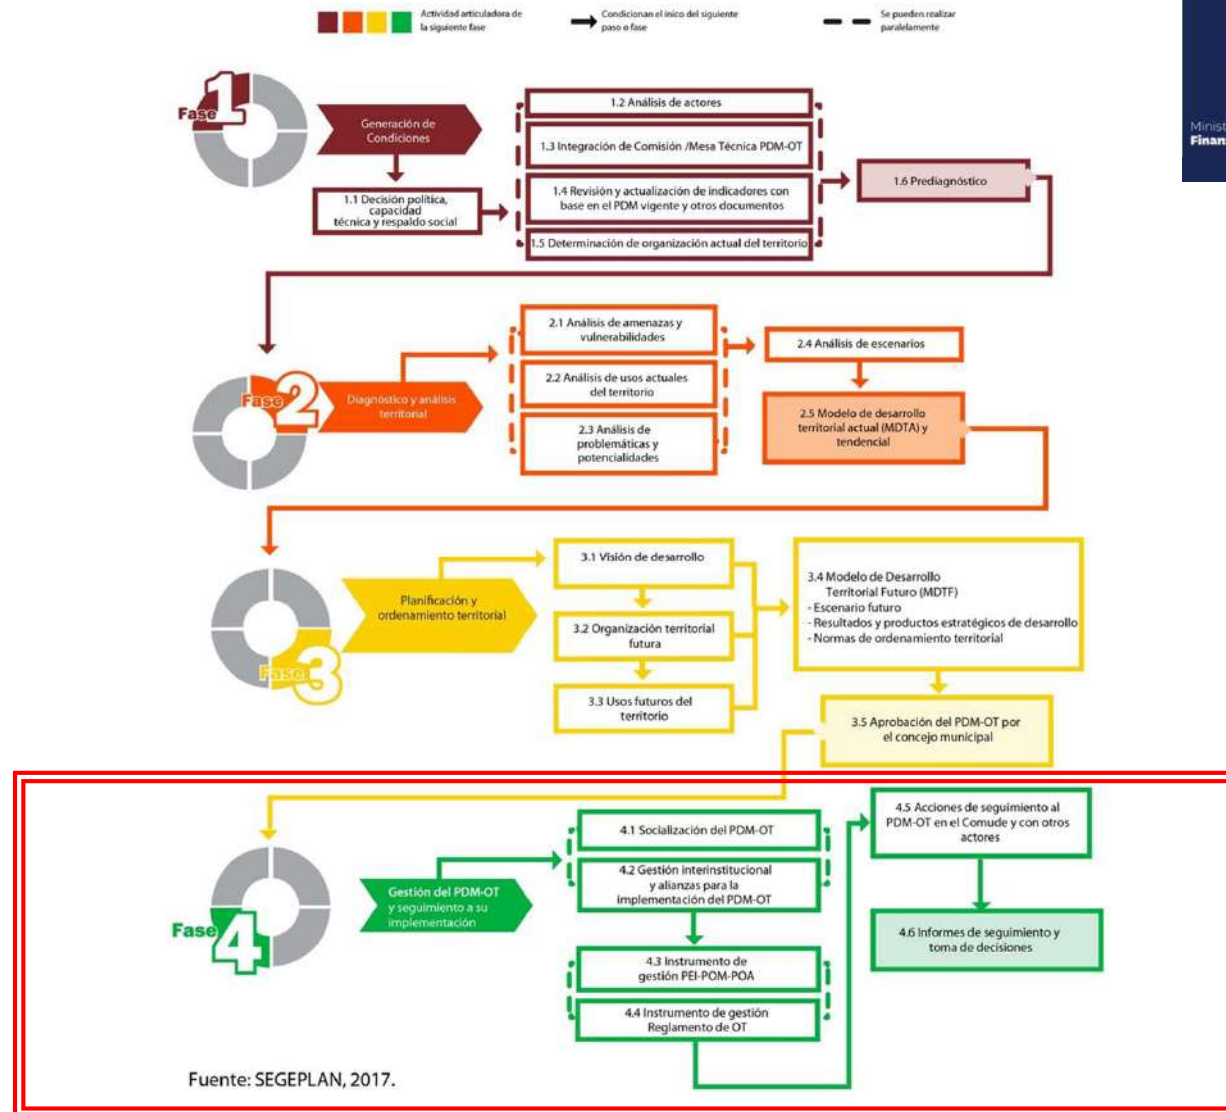 Actividad articuladora de
la siguiente fase
Condicionan el inico del siguiente
paso o fase
Se pueden realizar
paralelamente
Minist
Finan
Fase 1
Generación de
Condiciones
1.1 Decisión política,
capacidad
técnica y respaldo social
1.2 Análisis de actores
1.3 Integración de Comisión /Mesa Técnica PDM-OT
1.4 Revisión y actualización de indicadores con
base en el PDM vigente y otros documentos
1.5 Determinación de organización actual del territorio
1.6 Prediagnóstico
Fase 2
Diagnóstico y análisis
territorial
2.1 Análisis de amenazas y
vulnerabilidades
2.2 Análisis de usos actuales
del territorio
2.3 Análisis de
problemáticas y
potencialidades
2.4 Análisis de escenarios
2.5 Modelo de desarrollo
territorial actual (MDTA) y
tendencial
Fase 3
Planificación y
ordenamiento territorial
3.1 Visión de desarrollo
3.2 Organización territorial
futura
3.3 Usos futuros del
territorio
3.4 Modelo de Desarrollo
Territorial Futuro (MDTF)
- Escenario futuro
- Resultados y productos estratégicos de desarrollo
- Normas de ordenamiento territorial
3.5 Aprobación del PDM-OT por
el concejo municipal
Fase 4
Gestión del PDM-OT
y seguimiento a su
implementación
4.1 Socialización del PDM-OT
4.2 Gestión interinstitucional
y alianzas para la
implementación del PDM-OT
4.3 Instrumento de
gestión PEI-POM-POA
4.4 Instrumento de gestión
Reglamento de OT
4.5 Acciones de seguimiento al
PDM-OT en el Comude y con otros
actores
4.6 Informes de seguimiento y
toma de decisiones
Fuente: SEGEPLAN, 2017.